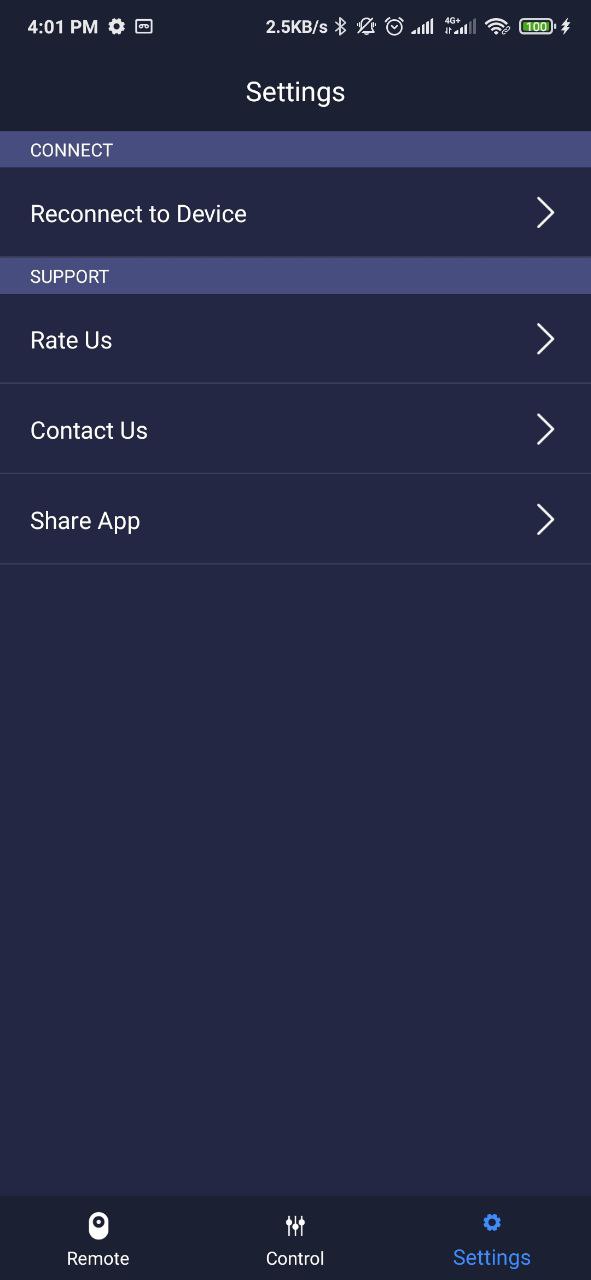 4:01 PM 2.5KB/s 4G+ 100
Settings
CONNECT
Reconnect to Device
SUPPORT
Rate Us
Contact Us
Share App
Remote Control Settings